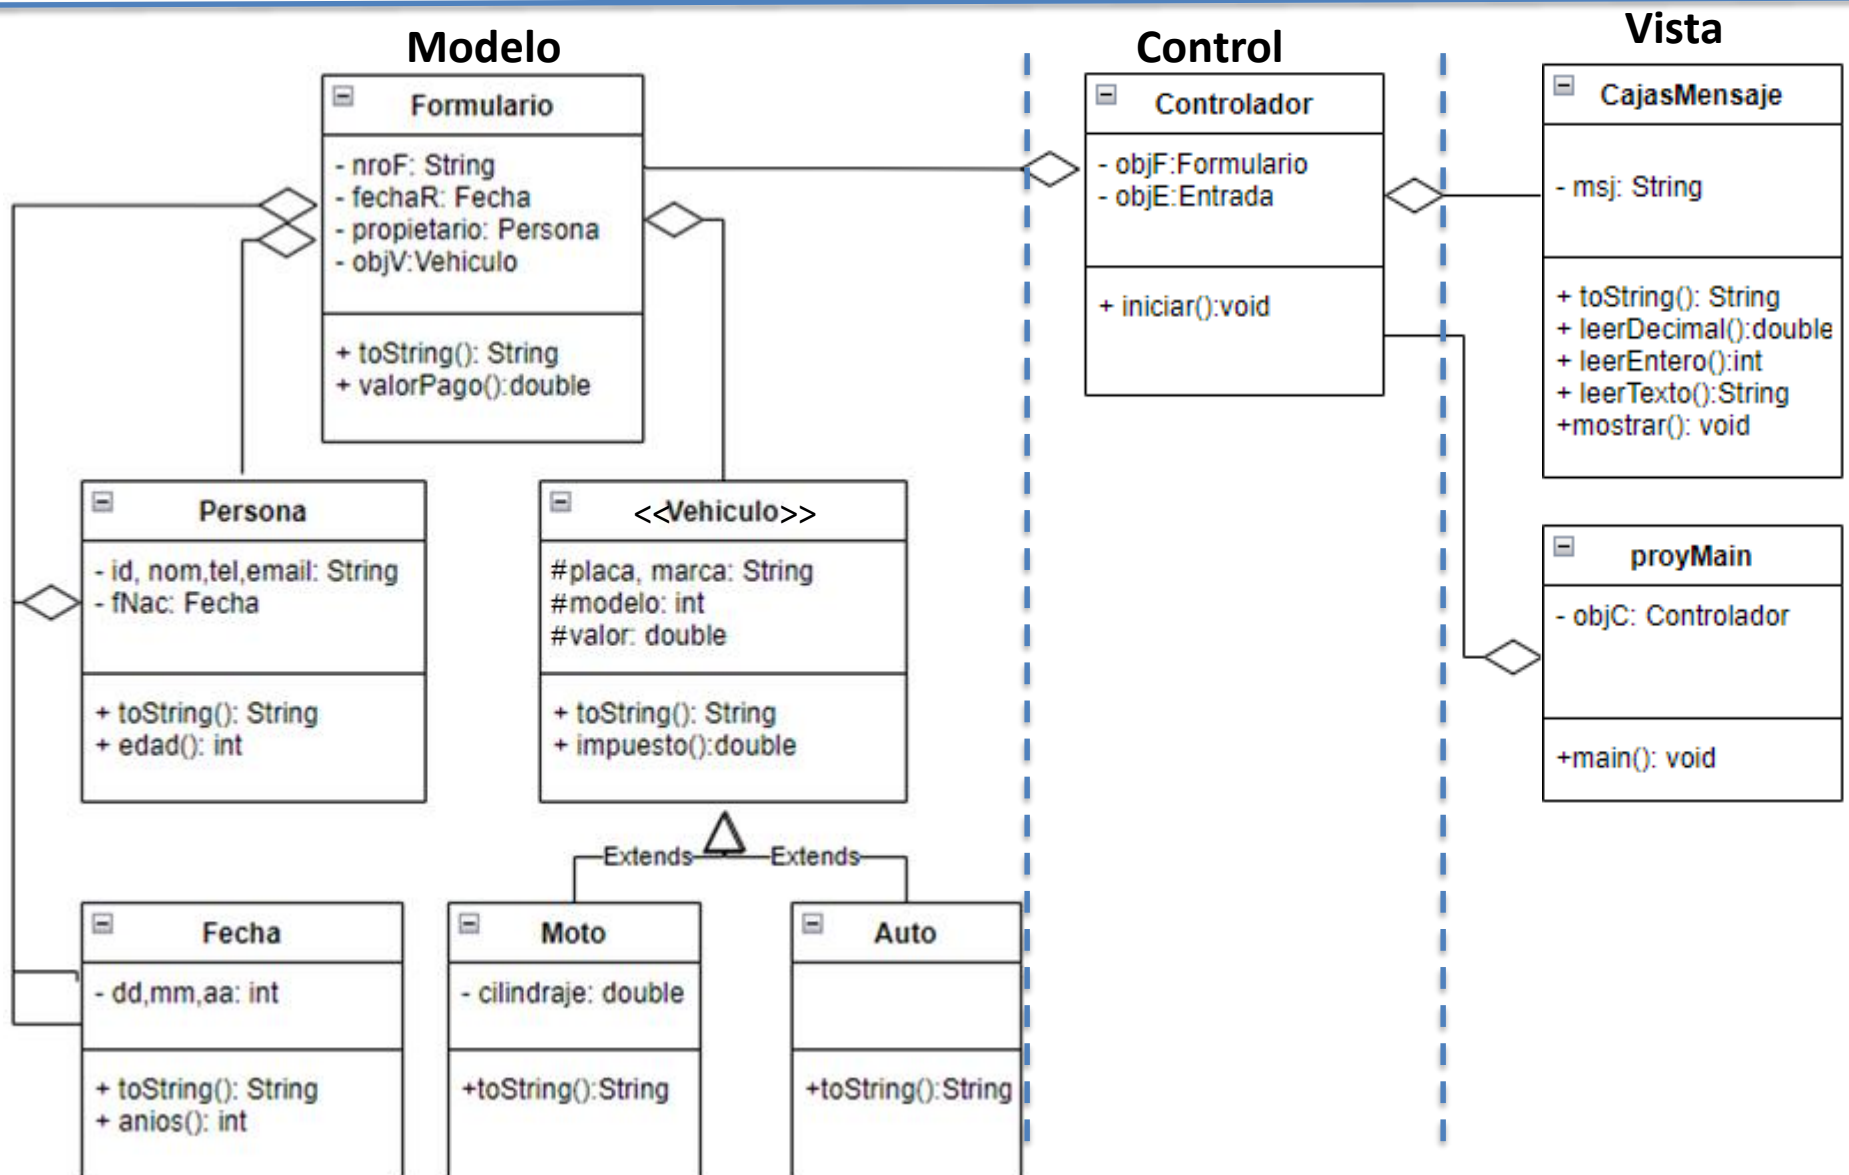 Modelo
Control
Vista
Formulario
- nroF: String
- fechaR: Fecha
- propietario: Persona
- objV:Vehiculo
+ toString(): String
+ valorPago():double
Controlador
- objF:Formulario
- objE:Entrada
+ iniciar():void
CajasMensaje
- msj: String
+ toString(): String
+ leerDecimal():double
+ leerEntero():int
+ leerTexto():String
+mostrar(): void
Persona
- id, nom,tel,email: String
- fNac: Fecha
+ toString(): String
+ edad(): int
<<Vehiculo>>
#placa, marca: String
#modelo: int
#valor: double
+ toString(): String
+ impuesto():double
proyMain
- objC: Controlador
+main(): void
Extends
Extends
Fecha
- dd,mm,aa: int
+ toString(): String
+ anios(): int
Moto
- cilindraje: double
+toString():String
Auto
+toString():String